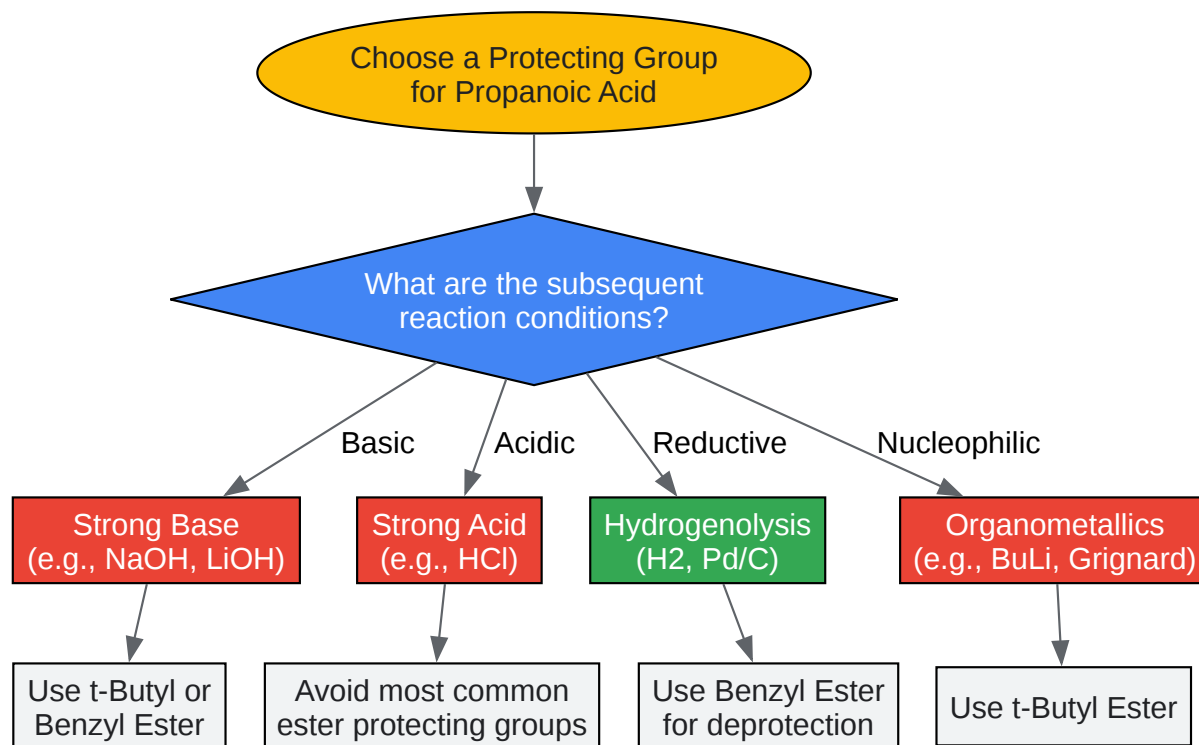 Choose a Protecting Group
for Propanoic Acid
What are the subsequent
reaction conditions?
Basic
Acidic
Reductive
Nucleophilic
Strong Base
(e.g., NaOH, LiOH)
Strong Acid
(e.g., HCl)
Hydrogenolysis
(H2, Pd/C)
Organometallics
(e.g., BuLi, Grignard)
Use t-Butyl or
Benzyl Ester
Avoid most common
ester protecting groups
Use Benzyl Ester
for deprotection
Use t-Butyl Ester